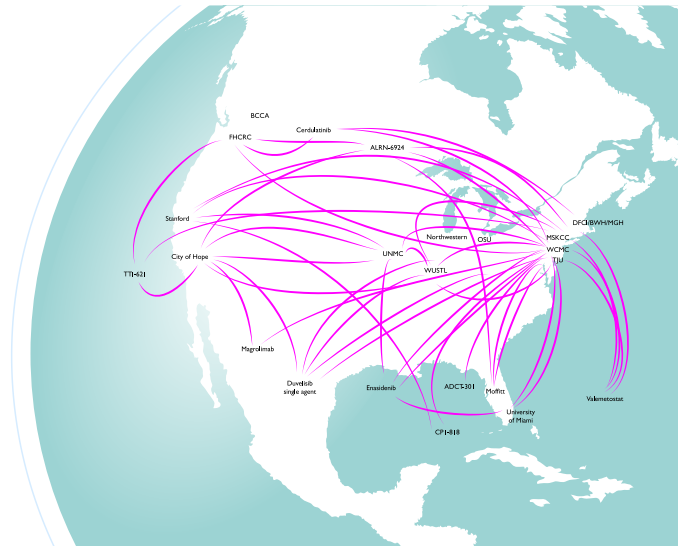 BCCA
Cerdulatinib
FHCRC
ALRN-6924
Stanford
DFCI/BWH/MGH
Northwestern
OSU
MSKCC
WCMC
TJU
City of Hope
UNMC
WUSTL
TTI-621
Magrolimab
Duvelisib
single agent
Enasidenib
ADCT-301
Moffitt
Valemetostat
University
of Miami
CP1-818